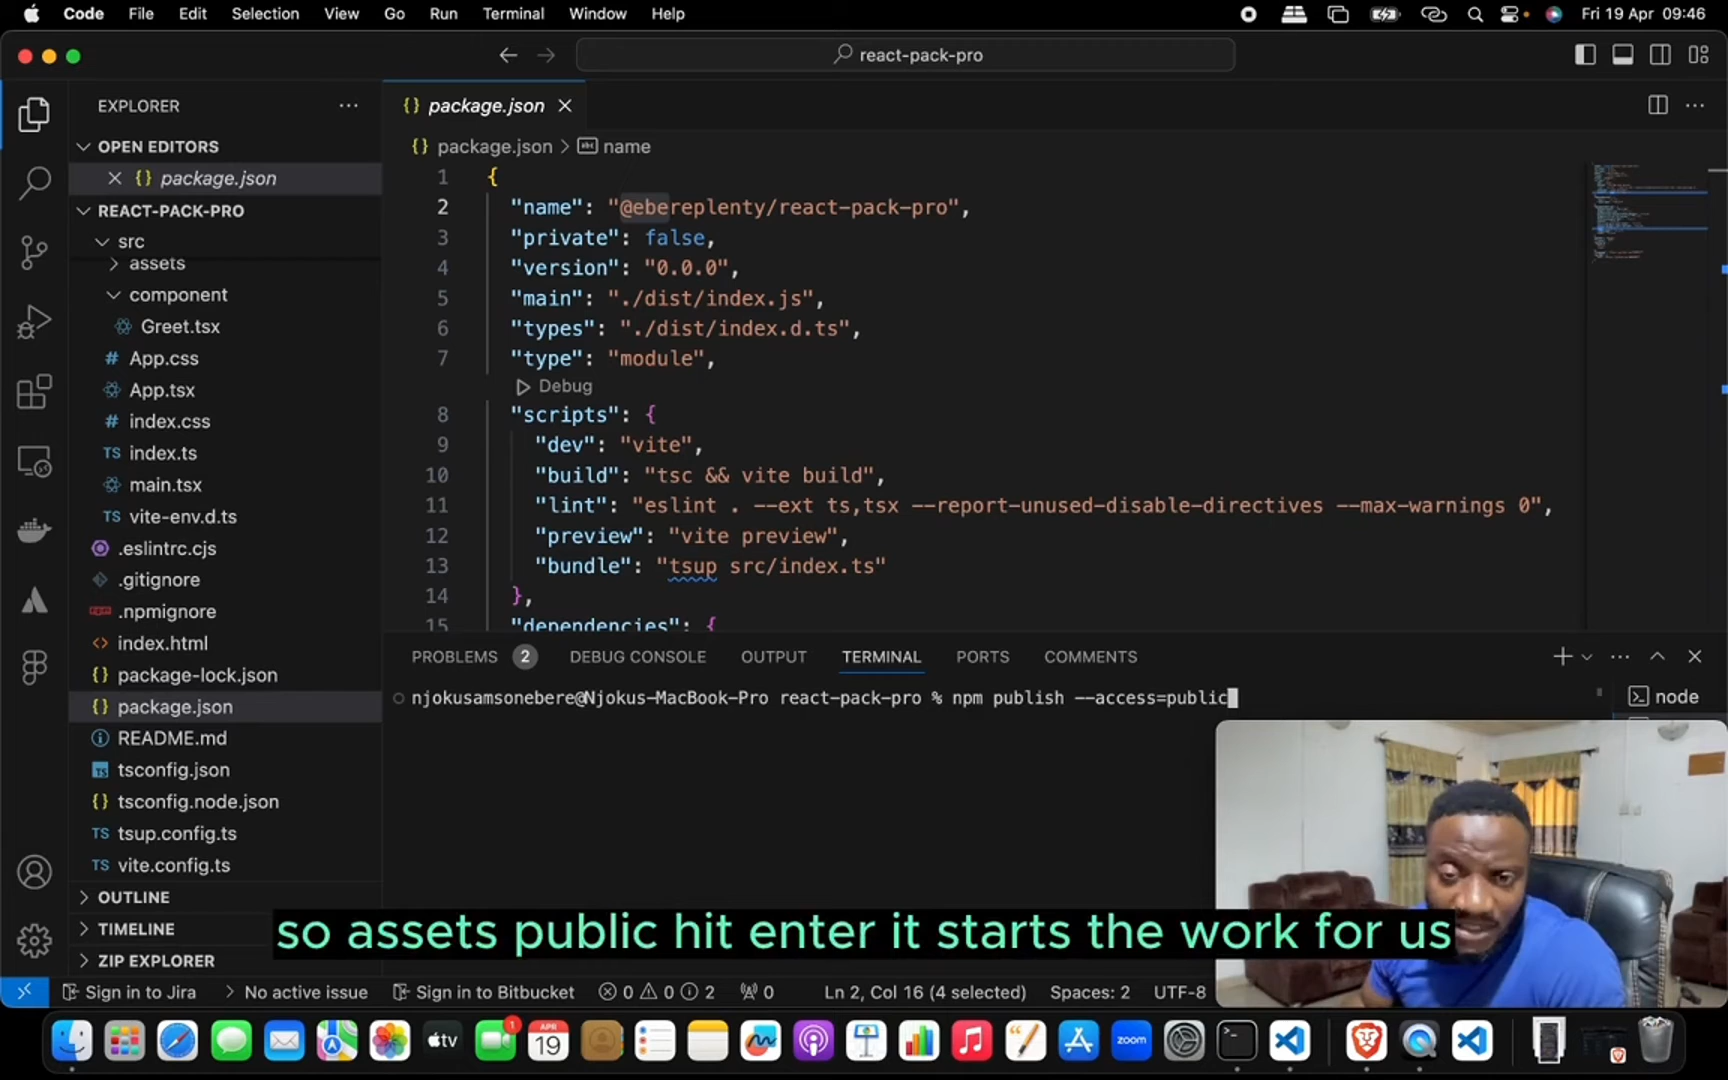 Code File Edit Selection View Go Run Terminal Window Help Fri 19 Apr 09:46
react-pack-pro
EXPLORER
OPEN EDITORS
{} package.json
REACT-PACK-PRO
src
assets
component
Greet.tsx
# App.css
App.tsx
# index.css
TS index.ts
main.tsx
TS vite-env.d.ts
.eslintrc.cjs
.gitignore
.npmignore
<> index.html
{} package-lock.json
{} package.json
README.md
tsconfig.json
{} tsconfig.node.json
TS tsup.config.ts
TS vite.config.ts
OUTLINE
TIMELINE
ZIP EXPLORER
{} package.json
{} package.json > name
1 {
2 "name": "@ebereplenty/react-pack-pro",
3 "private": false,
4 "version": "0.0.0",
5 "main": "./dist/index.js",
6 "types": "./dist/index.d.ts",
7 "type": "module",
Debug
8 "scripts": {
9 "dev": "vite",
10 "build": "tsc && vite build",
11 "lint": "eslint . --ext ts,tsx --report-unused-disable-directives --max-warnings 0",
12 "preview": "vite preview",
13 "bundle": "tsup src/index.ts"
14 },
15 "dependencies": {
PROBLEMS 2 DEBUG CONSOLE OUTPUT TERMINAL PORTS COMMENTS
njokusamsonebere@Njokus-MacBook-Pro react-pack-pro % npm publish --access=public
node
so assets public hit enter it starts the work for us
Sign in to Jira No active issue Sign in to Bitbucket 0 0 2 0 Ln 2, Col 16 (4 selected) Spaces: 2 UTF-8
tv 1 APR 19 zoom